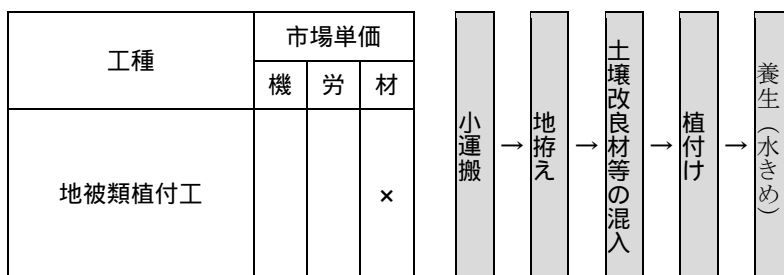 工種
市場単価
機 労 材
地被類植付工
×
小運搬
→
地拵え
→
土壌改良材等の混入
→
植付け
→
養生（水きめ）